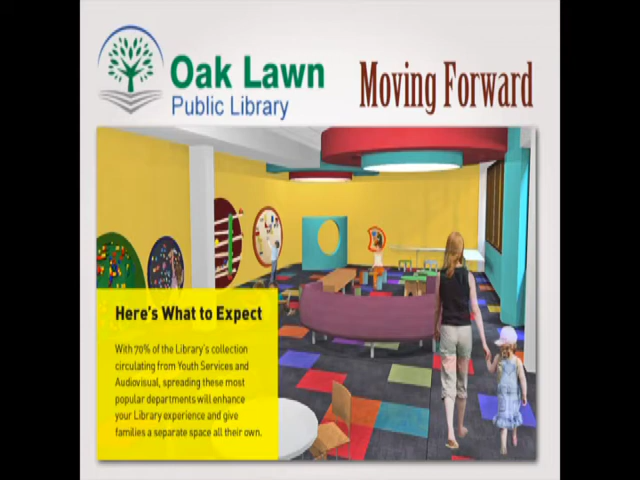 Oak Lawn
Public Library
Moving Forward
Here's What to Expect
With 70% of the Library's collection
circulating from Youth Services and
Audiovisual, spreading these most
popular departments will enhance
your Library experience and give
families a separate space all their own.